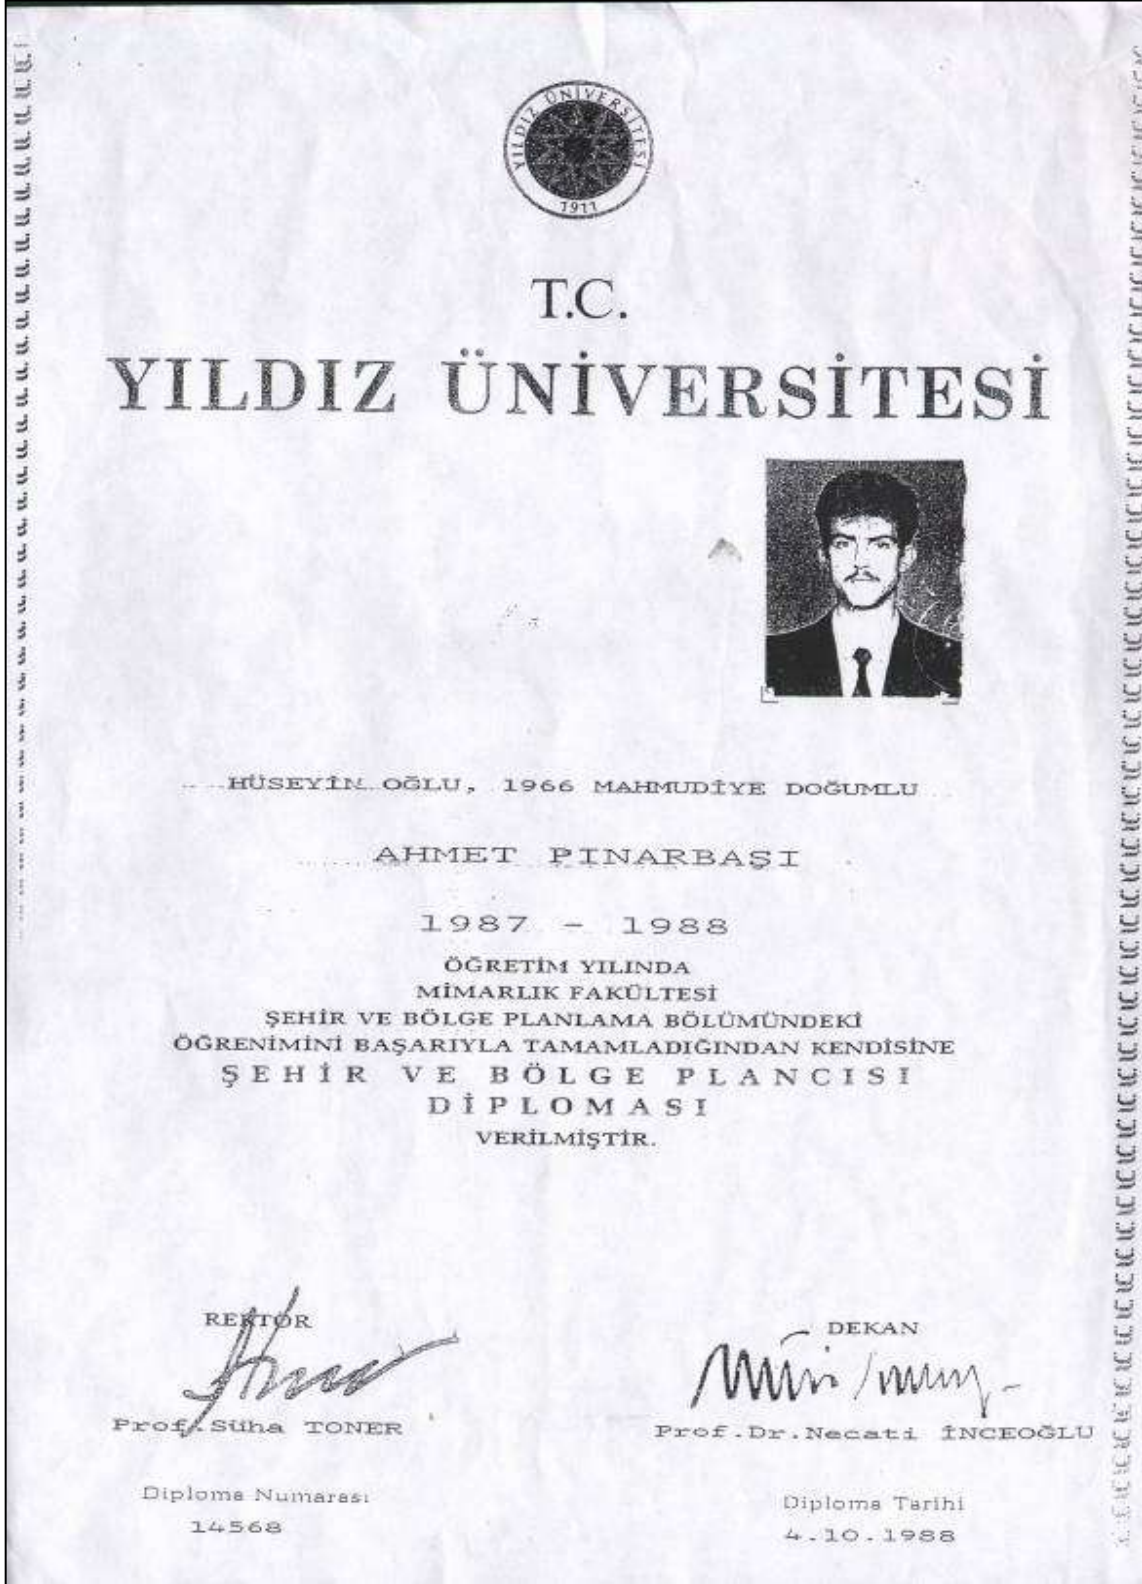 YILDIZ ÜNİVERSİTESİ
1911
T.C.
YILDIZ ÜNİVERSİTESİ
HÜSEYİN OĞLU, 1966 MAHMUDİYE DOĞUMLU
AHMET PINARBAŞI
1987 - 1988
ÖĞRETİM YILINDA
MİMARLIK FAKÜLTESİ
ŞEHİR VE BÖLGE PLANLAMA BÖLÜMÜNDEKİ
ÖĞRENİMİNİ BAŞARIYLA TAMAMLADIĞINDAN KENDİSİNE
ŞEHİR VE BÖLGE PLANCISI
DİPLOMASI
VERİLMİŞTİR.
REKTÖR
Prof.Süha TONER
Diploma Numarası
14568
DEKAN
Prof.Dr.Necati İNCEOĞLU
Diploma Tarihi
4.10.1988